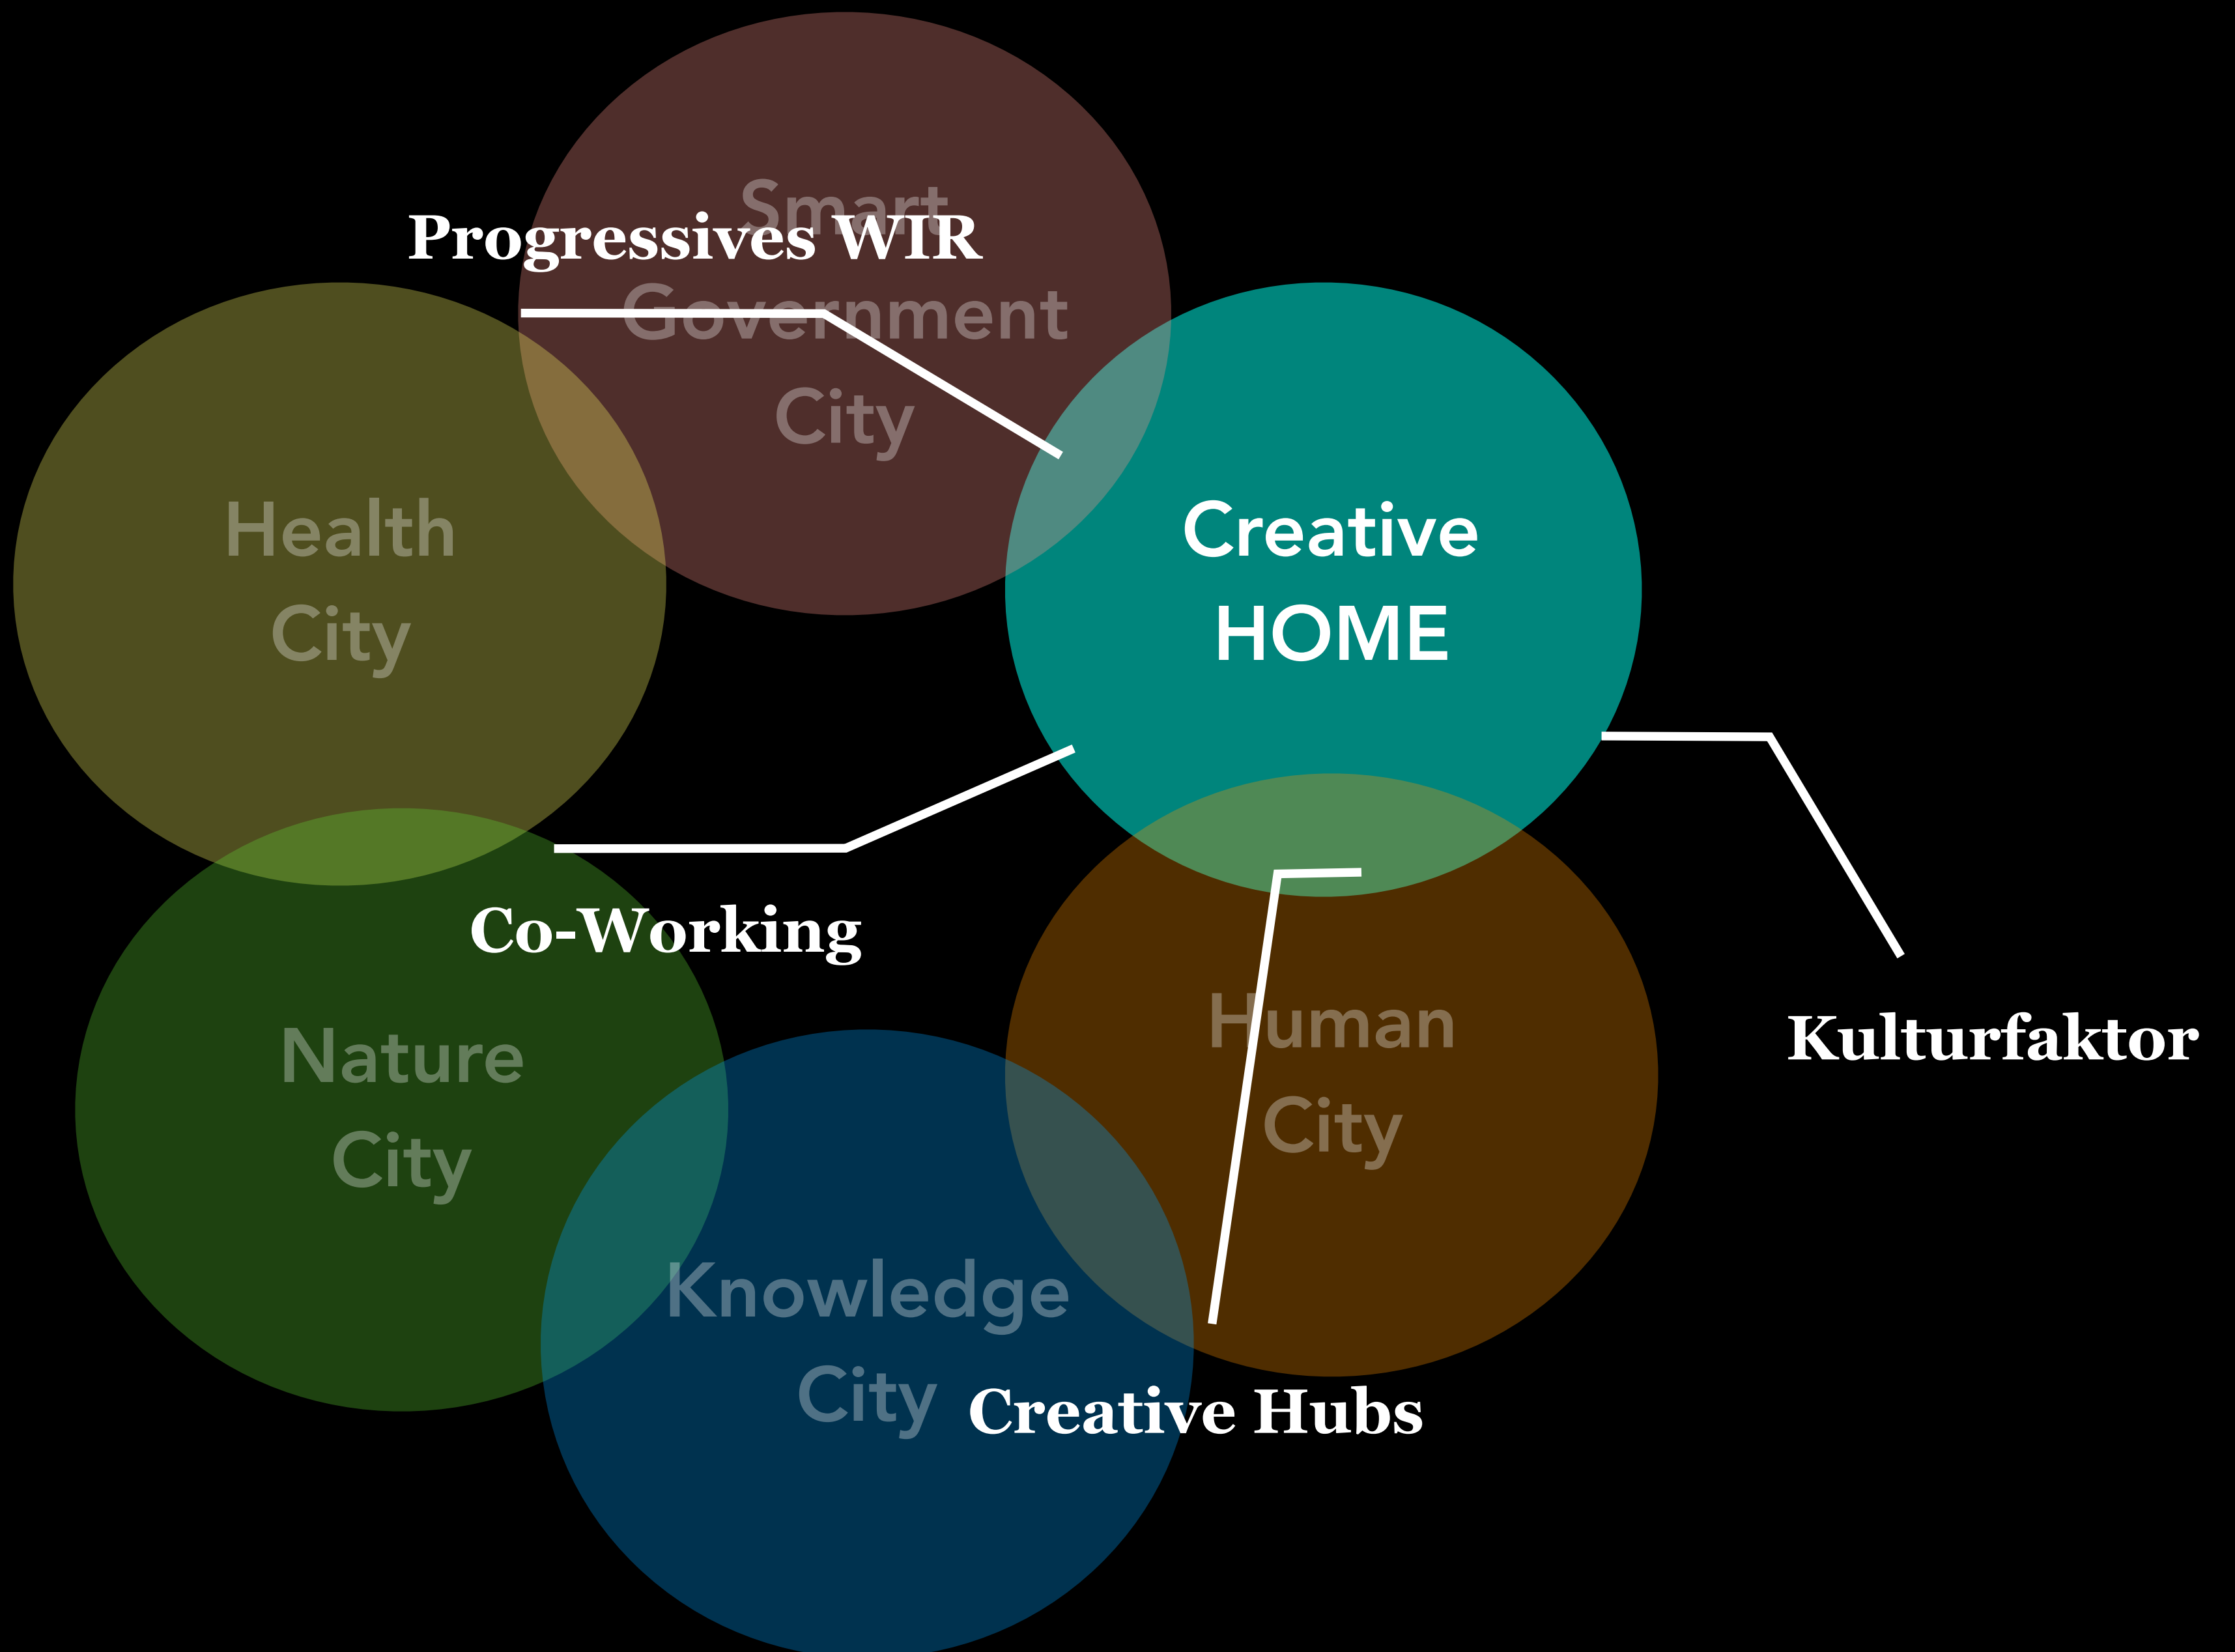 Smart
Progressives WIR
Government
City
Health
City
Creative
HOME
Co-Working
Nature
City
Human
City
Kulturfaktor
Knowledge
City
Creative Hubs